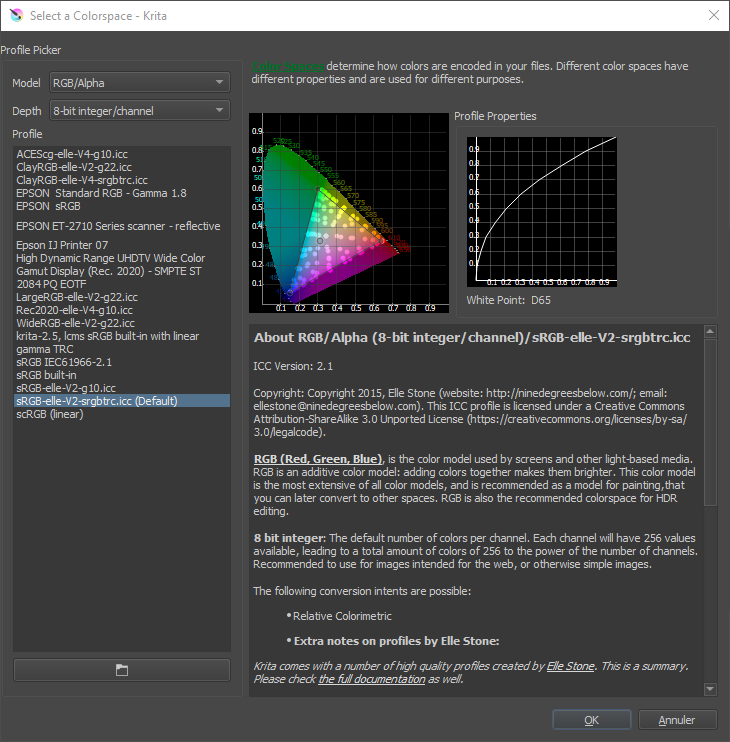 Select a Colorspace - Krita
Profile Picker
Model
RGB/Alpha
Depth
8-bit integer/channel
Profile
ACEScg-elle-V4-g10.icc
ClayRGB-elle-V2-g22.icc
ClayRGB-elle-V4-srgbtrc.icc
EPSON  Standard RGB - Gamma 1.8
EPSON  sRGB
EPSON ET-2710 Series scanner - reflective
Epson IJ Printer 07
High Dynamic Range UHDTV Wide Color
Gamut Display (Rec. 2020) - SMPTE ST
2084 PQ EOTF
LargeRGB-elle-V2-g22.icc
Rec2020-elle-V4-g10.icc
WideRGB-elle-V2-g22.icc
krita-2.5, lcms sRGB built-in with linear
gamma TRC
sRGB IEC61966-2.1
sRGB built-in
sRGB-elle-V2-g10.icc
sRGB-elle-V2-srgbtrc.icc (Default)
scRGB (linear)
Color Spaces determine how colors are encoded in your files. Different color spaces have
different properties and are used for different purposes.
0.9
0.8
0.7
0.6
0.5
0.4
0.3
0.2
0.1
0.1 0.2 0.3 0.4 0.5 0.6 0.7 0.8 0.9
535
540
545
550
555
560
565
570
575
580
585
590
595
Profile Properties
0.9
0.8
0.7
0.6
0.5
0.4
0.3
0.2
0.1
0.1 0.2 0.3 0.4 0.5 0.6 0.7 0.8 0.9
White Point:  D65
About RGB/Alpha (8-bit integer/channel)/sRGB-elle-V2-srgbtrc.icc
ICC Version: 2.1
Copyright: Copyright 2015, Elle Stone (website: http://ninedegreesbelow.com/; email:
ellestone@ninedegreesbelow.com). This ICC profile is licensed under a Creative Commons
Attribution-ShareAlike 3.0 Unported License (https://creativecommons.org/licenses/by-sa/
3.0/legalcode).
RGB (Red, Green, Blue), is the color model used by screens and other light-based media.
RGB is an additive color model: adding colors together makes them brighter. This color model
is the most extensive of all color models, and is recommended as a model for painting,that
you can later convert to other spaces. RGB is also the recommended colorspace for HDR
editing.
8 bit integer: The default number of colors per channel. Each channel will have 256 values
available, leading to a total amount of colors of 256 to the power of the number of channels.
Recommended to use for images intended for the web, or otherwise simple images.
The following conversion intents are possible:
•Relative Colorimetric
•Extra notes on profiles by Elle Stone:
Krita comes with a number of high quality profiles created by Elle Stone. This is a summary.
Please check the full documentation as well.
OK
Annuler